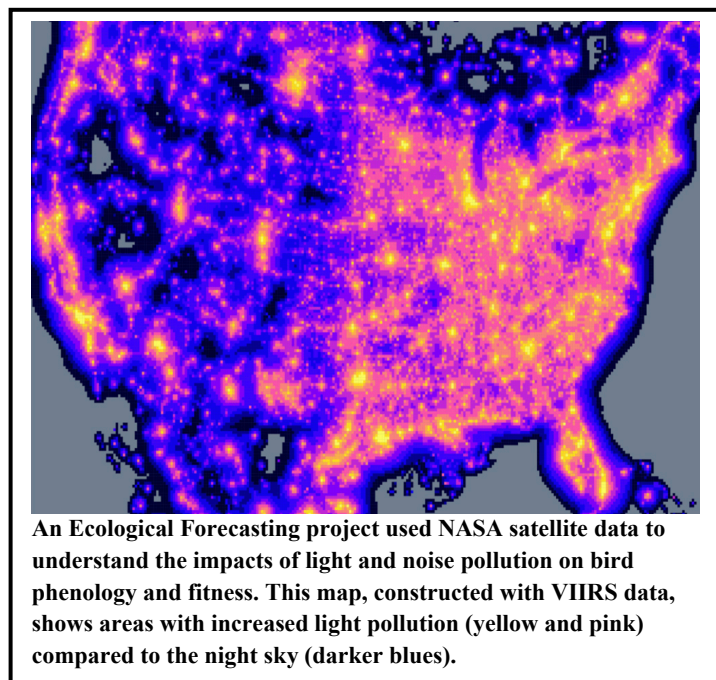 An Ecological Forecasting project used NASA satellite data to
understand the impacts of light and noise pollution on bird
phenology and fitness. This map, constructed with VIIRS data,
shows areas with increased light pollution (yellow and pink)
compared to the night sky (darker blues).